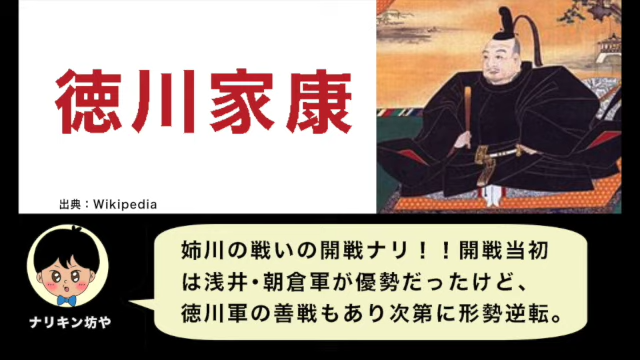 徳川家康
出典：Wikipedia
姉川の戦いの開戦ナリ！！開戦当初
は浅井・朝倉軍が優勢だったけど、
徳川軍の善戦もあり次第に形勢逆転。
ナリキン坊や